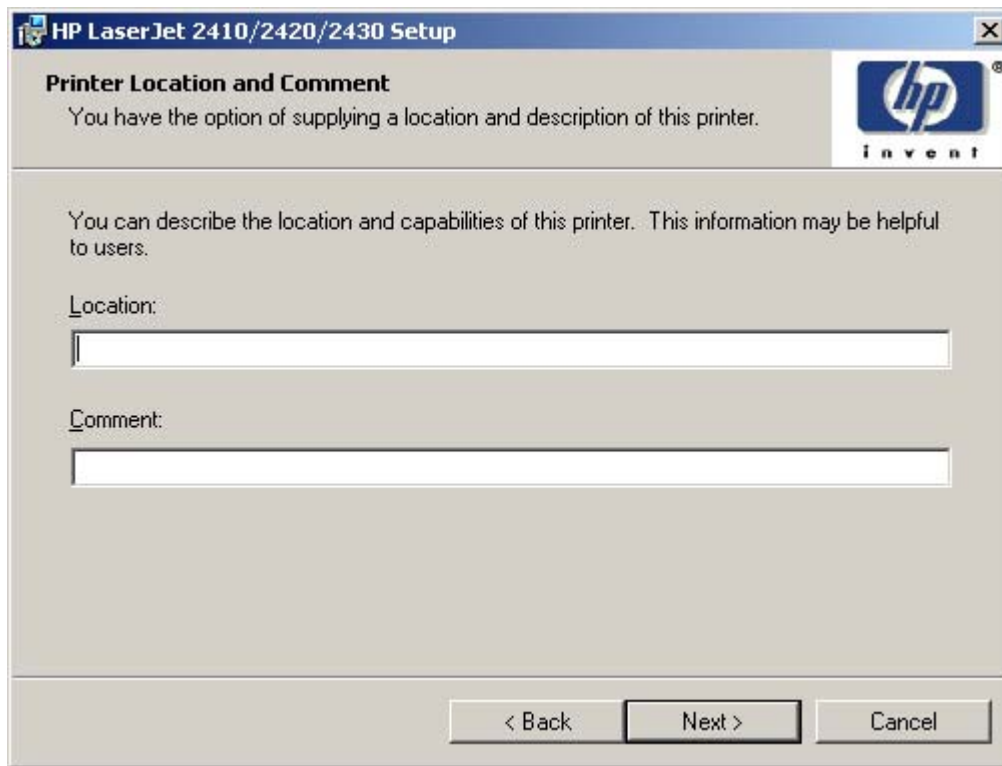 HP LaserJet 2410/2420/2430 Setup
Printer Location and Comment
You have the option of supplying a location and description of this printer.
hp
®
invent
You can describe the location and capabilities of this printer.  This information may be helpful
to users.
Location:
Comment:
< Back
Next >
Cancel